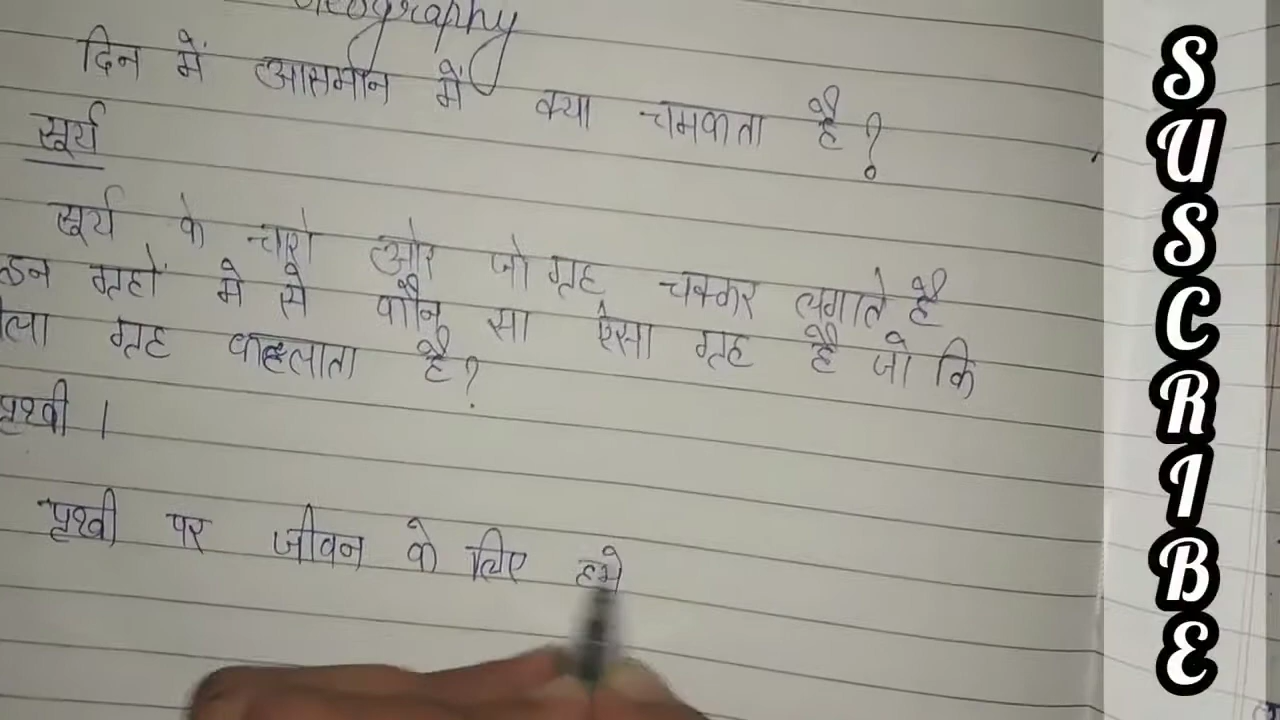 Geography
दिन में आसमान में क्या चमकता है?
सूर्य
सूर्य के चारो ओर जो ग्रह चक्कर लगाते है
इन ग्रहों मे से कौन सा ऐसा ग्रह है जो कि
ग्रह कहलाता है?
पृथ्वी ।
पृथ्वी पर जीवन के लिए हमे
SUSCRIBE